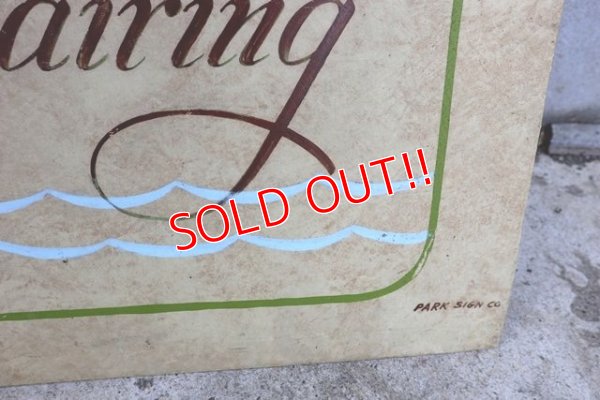 airing
SOLD OUT!!
PARK SIGN CO